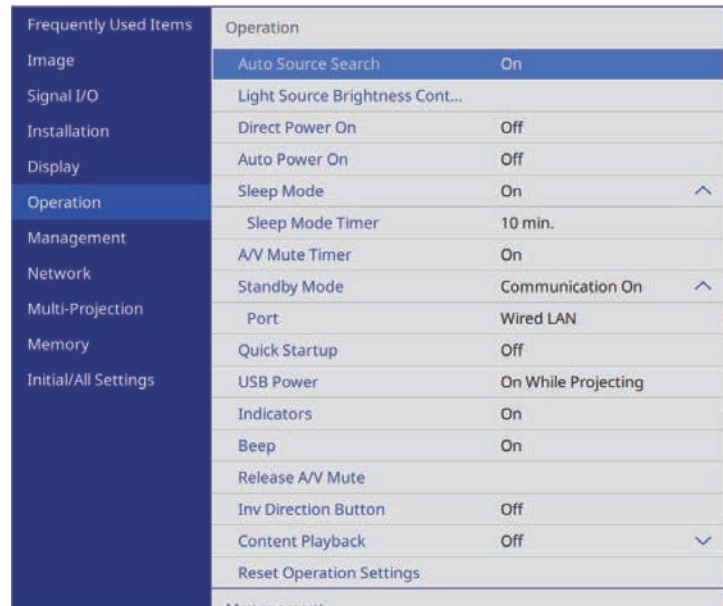 Frequently Used Items
Image
Signal I/O
Installation
Display
Operation
Management
Network
Multi-Projection
Memory
Initial/All Settings
Operation
Auto Source Search On
Light Source Brightness Cont...
Direct Power On Off
Auto Power On Off
Sleep Mode On
Sleep Mode Timer 10 min.
A/V Mute Timer On
Standby Mode Communication On
Port Wired LAN
Quick Startup Off
USB Power On While Projecting
Indicators On
Beep On
Release A/V Mute
Inv Direction Button Off
Content Playback Off
Reset Operation Settings